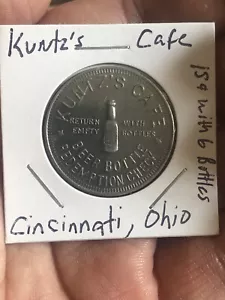 Kuntz's Cafe
15¢ with 6 Bottles
KUNTZ'S CAFE
RETURN WITH
EMPTY BOTTLES
BEER BOTTLE
REDEMPTION CHECK
Cincinnati, Ohio